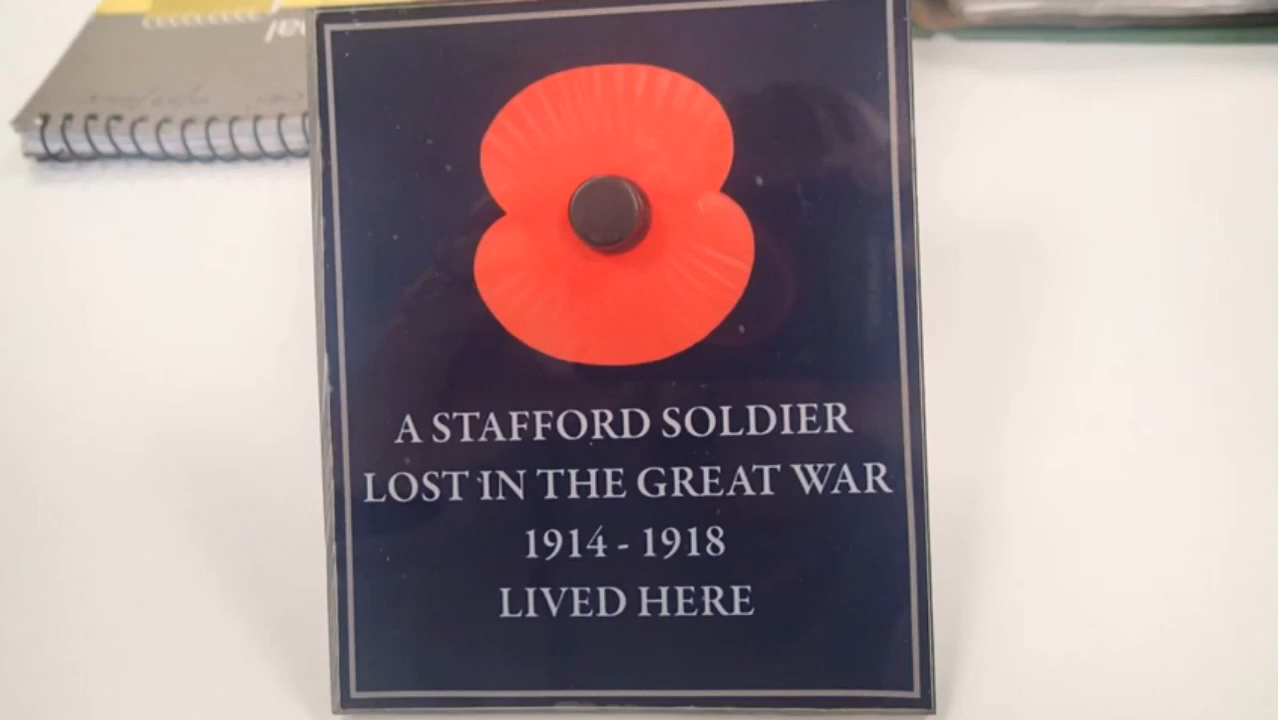 A STAFFORD SOLDIER
LOST IN THE GREAT WAR
1914 - 1918
LIVED HERE